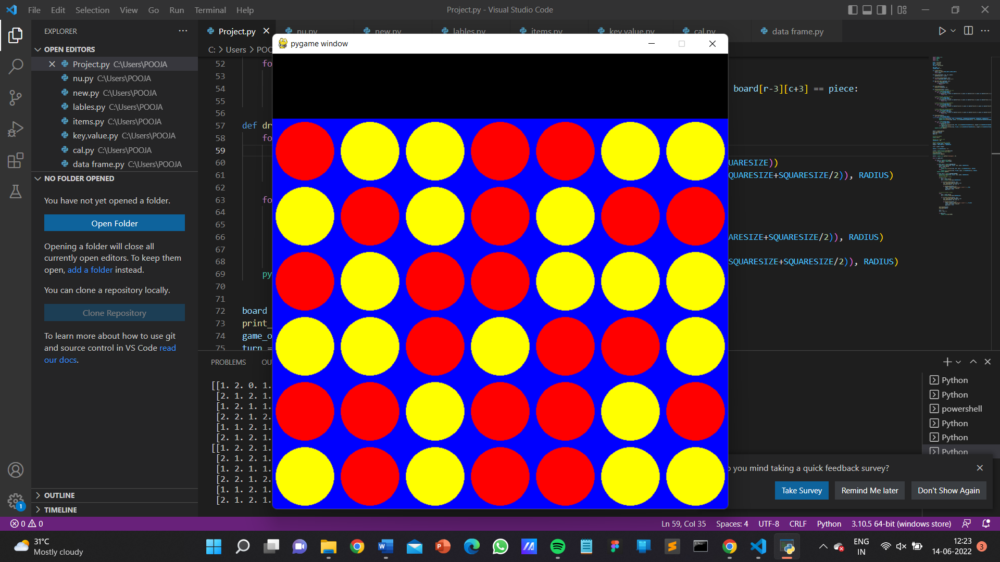 File Edit Selection View Go Run Terminal Help
Project.py - Visual Studio Code
EXPLORER
Project.py
nu.py
new.py
lables.py
items.py
key,value.py
cal.py
data frame.py
OPEN EDITORS
C: > Users > POO
Project.py C:\Users\POOJA
nu.py C:\Users\POOJA
new.py C:\Users\POOJA
lables.py C:\Users\POOJA
items.py C:\Users\POOJA
key,value.py C:\Users\POOJA
cal.py C:\Users\POOJA
data frame.py C:\Users\POOJA
NO FOLDER OPENED
You have not yet opened a folder.
Open Folder
Opening a folder will close all
currently open editors. To keep them
open, add a folder instead.
You can clone a repository locally.
Clone Repository
To learn more about how to use git
and source control in VS Code read
our docs.
OUTLINE
TIMELINE
pygame window
52 fo
53
54 board[r-3][c+3] == piece:
55
56
57 def dr
58 fo
59
60 UARESIZE))
61 QUARESIZE+SQUARESIZE/2)), RADIUS)
62
63 fo
64
65
66 ARESIZE+SQUARESIZE/2)), RADIUS)
67
68 SQUARESIZE+SQUARESIZE/2)), RADIUS)
69 py
70
71
72 board
73 print_
74 game_o
75 turn =
PROBLEMS OU
[[1. 2. 0. 1.
[2. 1. 2. 1.
[1. 2. 1. 1.
[2. 2. 1. 2.
[1. 1. 2. 1.
[2. 1. 2. 1.
[[1. 2. 2. 1.
[2. 1. 2. 1.
[1. 2. 1. 1.
[2. 2. 1. 2.
[1. 1. 2. 1.
[2. 1. 2. 1.
Python
Python
powershell
Python
Python
Python
o you mind taking a quick feedback survey?
Take Survey
Remind Me later
Don't Show Again
1
0 0
Ln 59, Col 35
Spaces: 4
UTF-8
CRLF
Python
3.10.5 64-bit (windows store)
31°C
Mostly cloudy
ENG
IN
12:23
14-06-2022
3